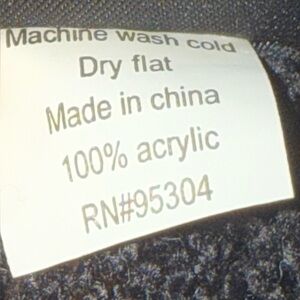 Machine wash cold
Dry flat
Made in china
100% acrylic
RN#95304